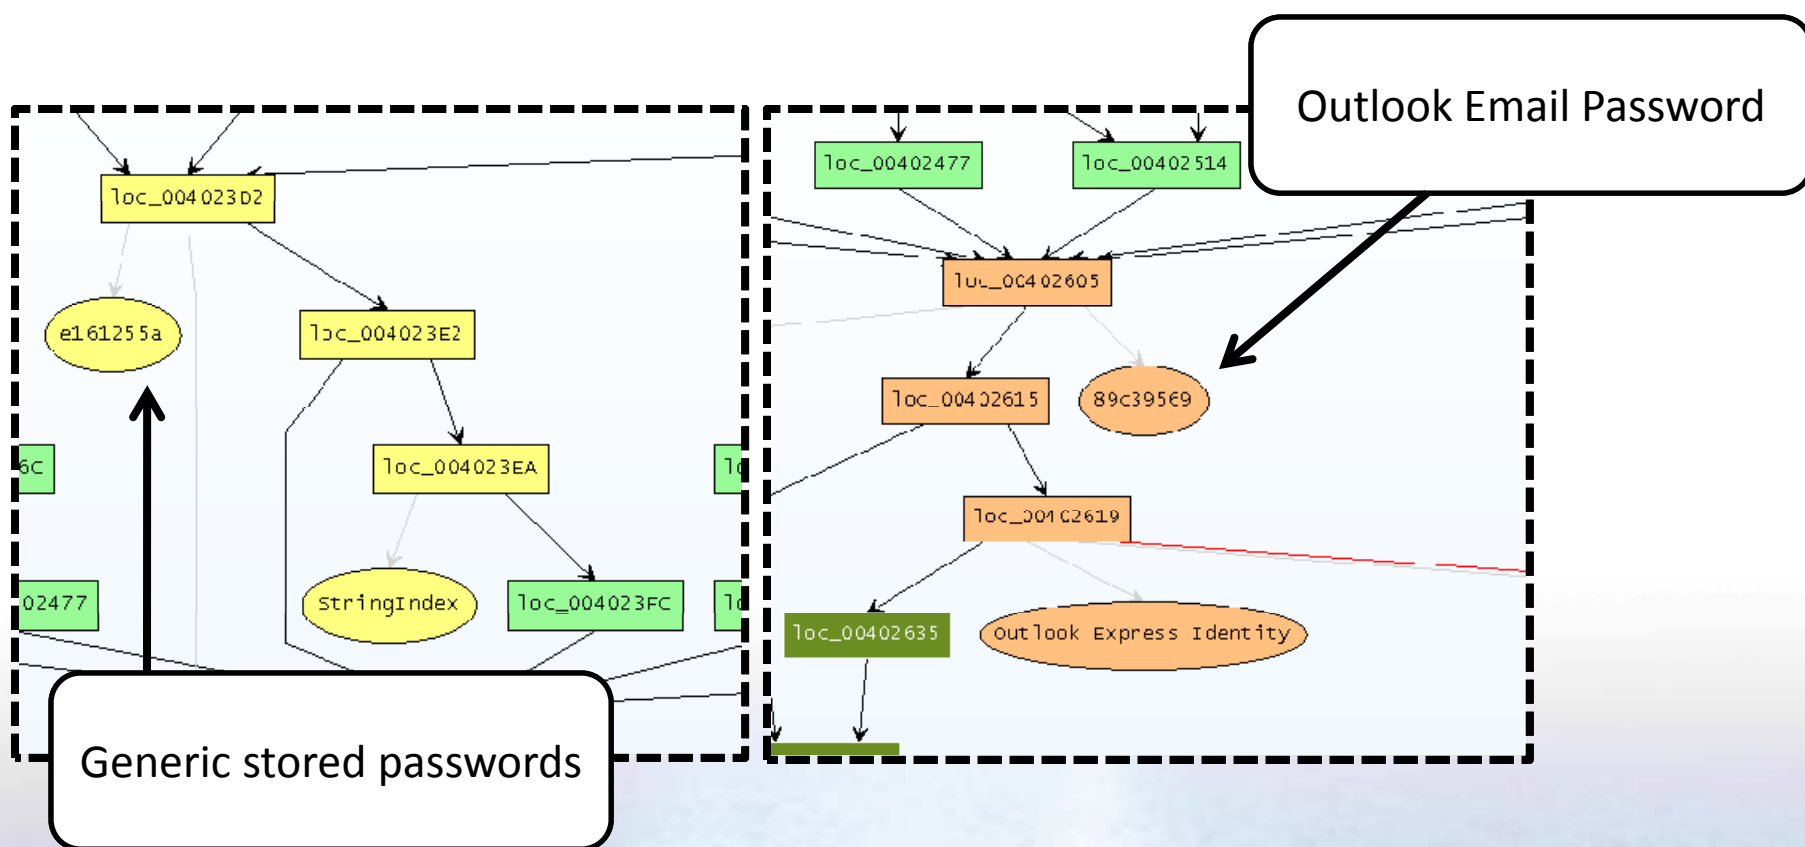 Outlook Email Password
loc_004023D2
e161255a
loc_004023E2
loc_004023EA
6C
02477
StringIndex
loc_004023FC
Generic stored passwords
loc_00402477
loc_00402514
loc_00402605
loc_00402615
89c39569
loc_00402619
loc_00402635
Outlook Express Identity